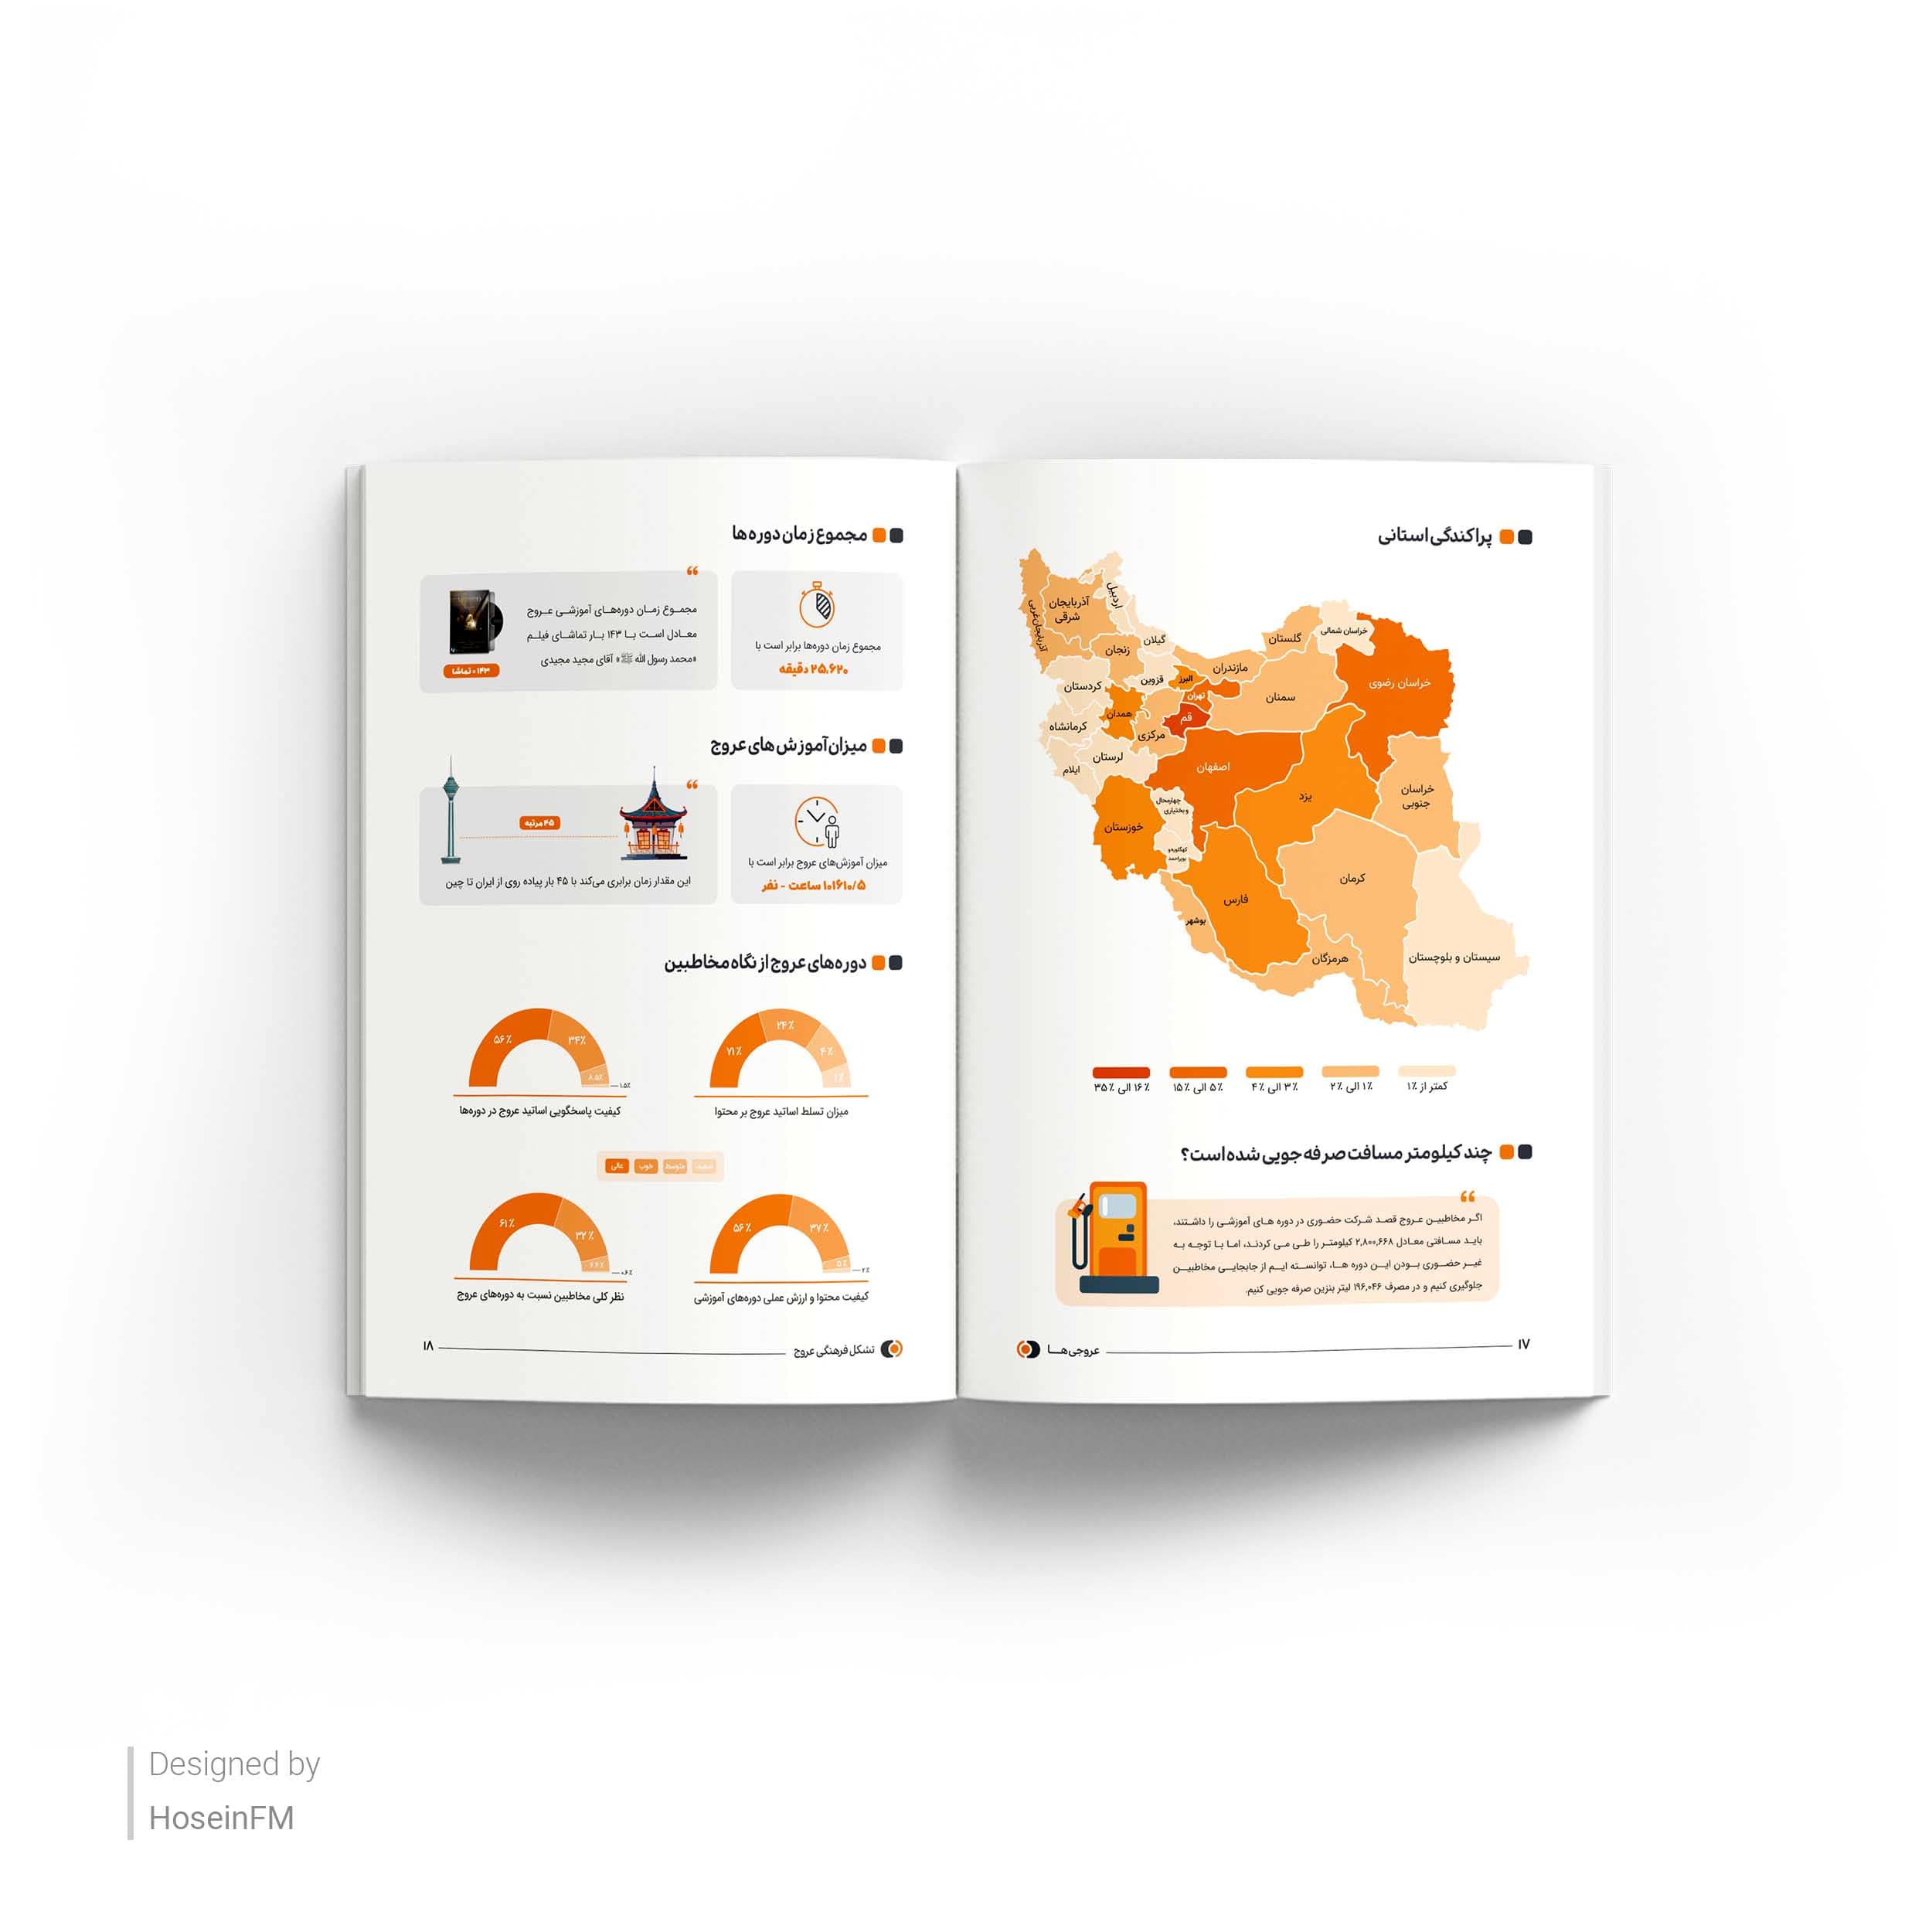 پراکندگی استانی
آذربایجان غربی
آذربایجان
شرقی
اردبیل
گیلان
زنجان
کردستان
قزوین
البرز
تهران
مازندران
گلستان
خراسان شمالی
خراسان رضوی
سمنان
همدان
قم
کرمانشاه
مرکزی
لرستان
ایلام
اصفهان
یزد
خراسان
جنوبی
چهارمحال
و بختیاری
خوزستان
کهگلویه و
بویراحمد
فارس
کرمان
بوشهر
هرمزگان
سیستان و بلوچستان
کمتر از ۱٪
۱٪ الی ۲٪
۳٪ الی ۴٪
۵٪ الی ۱۵٪
۱۶٪ الی ۳۵٪
چند کیلومتر مسافت صرفه جویی شده است؟
اگر مخاطبین عروج قصد شرکت حضوری در دوره های آموزشی را داشتند،
باید مسافتی معادل ۲,۸۰۰,۶۶۸ کیلومتر را طی می کردند، اما با توجه به
غیر حضوری بودن این دوره ها، توانسته ایم از جابجایی مخاطبین
جلوگیری کنیم و در مصرف ۱۹۶,۰۴۶ لیتر بنزین صرفه جویی کنیم.
۱۷
عروجی‌ها
مجموع زمان دوره‌ها
مجموع زمان دوره‌ها برابر است با
۲۵,۶۲۰ دقیقه
مجموع زمان دوره‌های آموزشی عروج
معادل است با ۱۴۳ بار تماشای فیلم
«محمد رسول الله ﷺ» آقای مجید مجیدی
۱۴۳ تماشا
میزان آموزش های عروج
میزان آموزش‌های عروج برابر است با
۱۰۱۶۱۰/۵ ساعت - نفر
۴۵ مرتبه
این مقدار زمان برابری می‌کند با ۴۵ بار پیاده روی از ایران تا چین
دوره‌های عروج از نگاه مخاطبین
۷۱٪
۲۴٪
۴٪
۱٪
میزان تسلط اساتید عروج بر محتوا
۵۶٪
۳۴٪
۸.۵٪
۱.۵٪
کیفیت پاسخگویی اساتید عروج در دوره‌ها
عالی
خوب
متوسط
ضعیف
۵۶٪
۳۷٪
۵٪
۲٪
کیفیت محتوا و ارزش عملی دوره‌های آموزشی
۶۱٪
۳۲٪
۶.۴٪
۰.۶٪
نظر کلی مخاطبین نسبت به دوره‌های عروج
تشکل فرهنگی عروج
۱۸
Designed by
HoseinFM